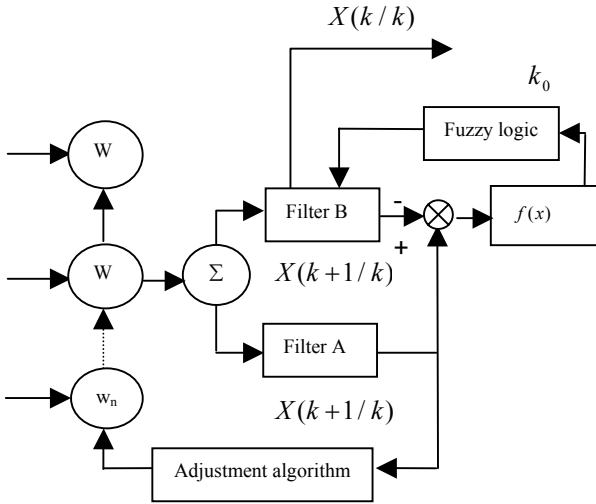 X(k/k)
k₀
W
Fuzzy logic
Filter B
-
f(x)
+
W
Σ
X(k+1/k)
Filter A
wₙ
X(k+1/k)
Adjustment algorithm